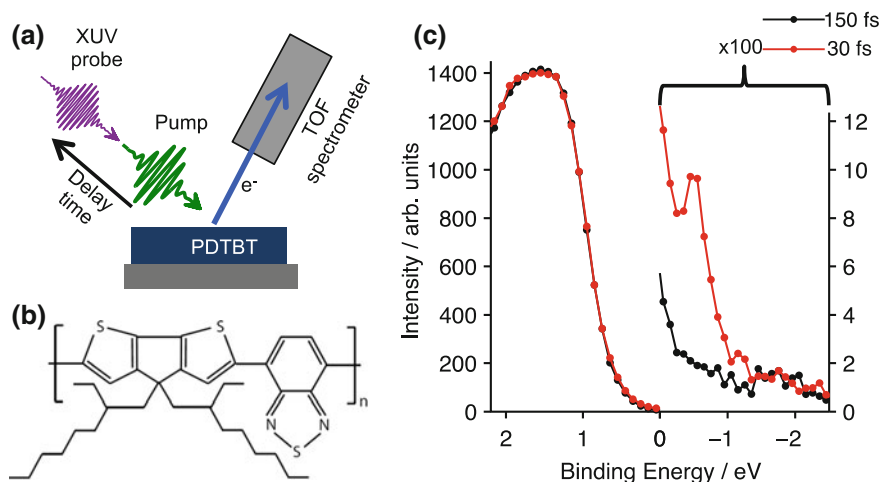 (a)
XUV
probe
Pump
Delay
time
e-
TOF
spectrometer
PDTBT
(b)
S
S
n
N
N
S
(c)
150 fs
x100
30 fs
1400
1200
1000
800
600
400
200
0
Intensity / arb. units
12
10
8
6
4
2
0
2
1
0
−1
−2
Binding Energy / eV